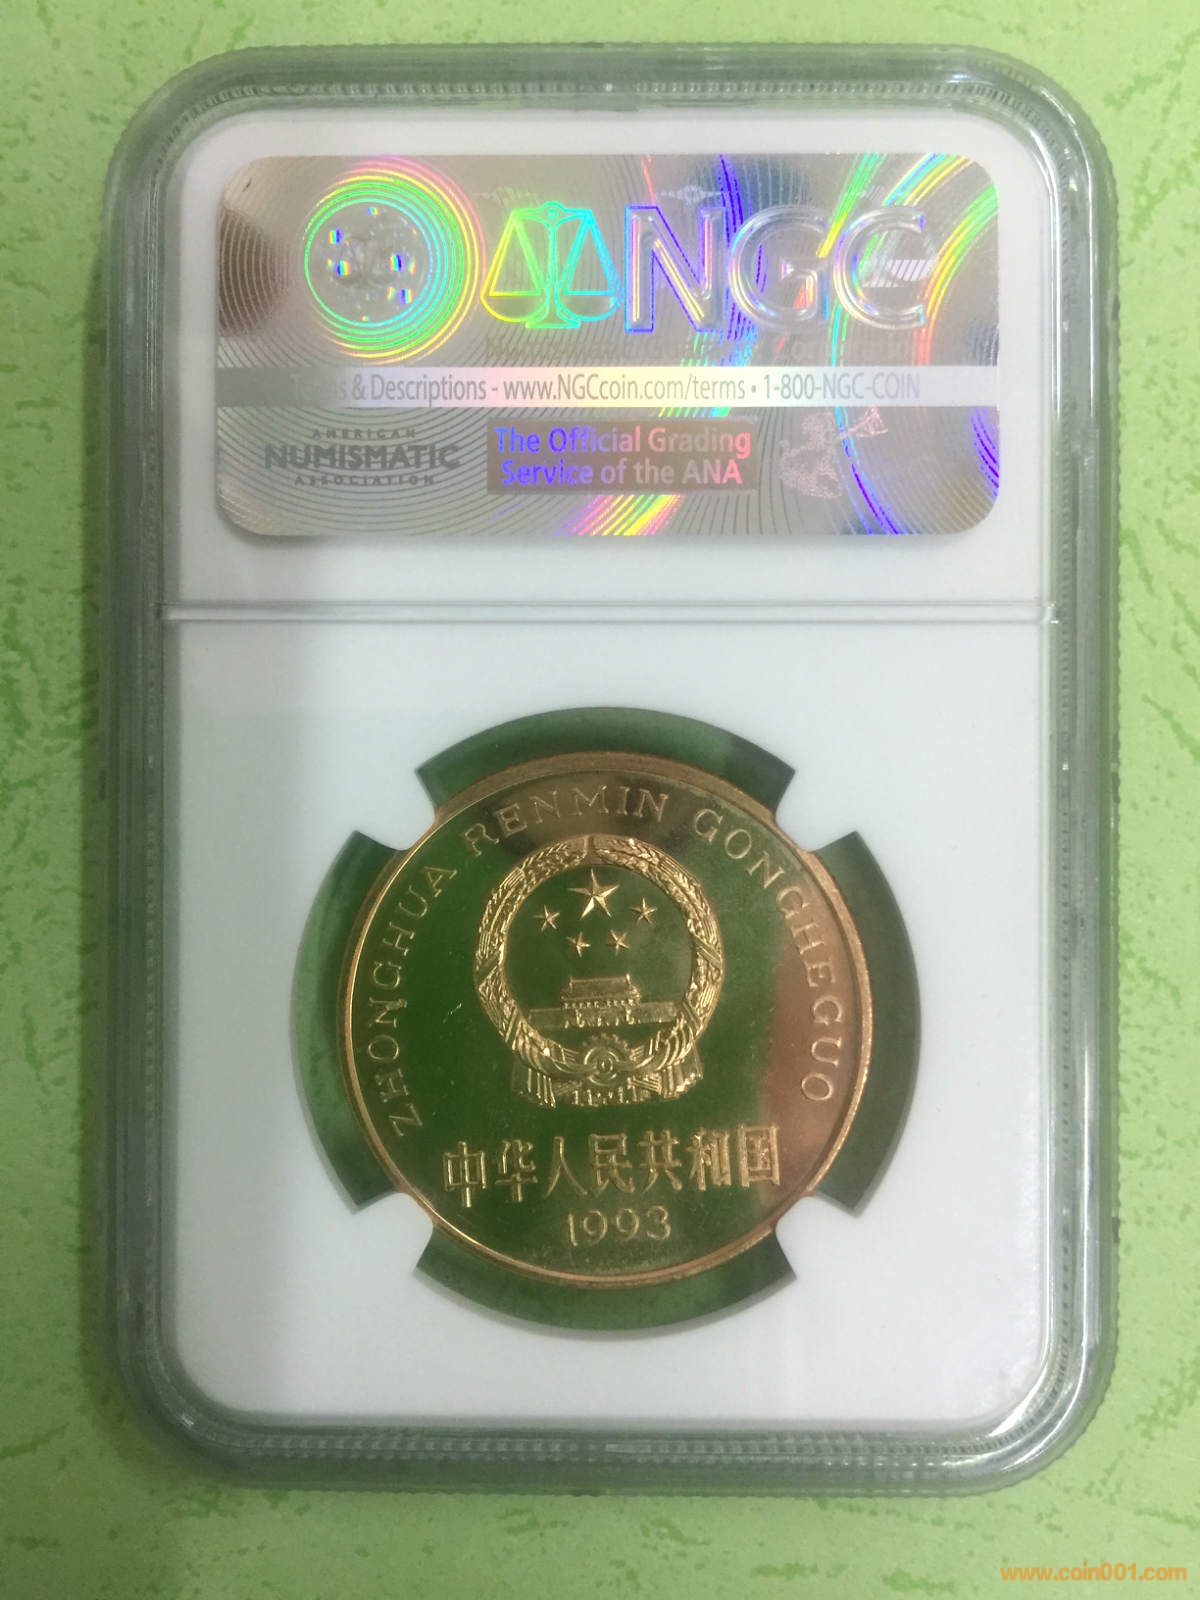 NGC
Terms & Descriptions - www.NGCcoin.com/terms • 1-800-NGC-COIN
AMERICAN
NUMISMATIC
ASSOCIATION
The Official Grading
Service of the ANA
ZHONGHUA RENMIN GONGHEGUO
中华人民共和国
1993
www.coin001.com